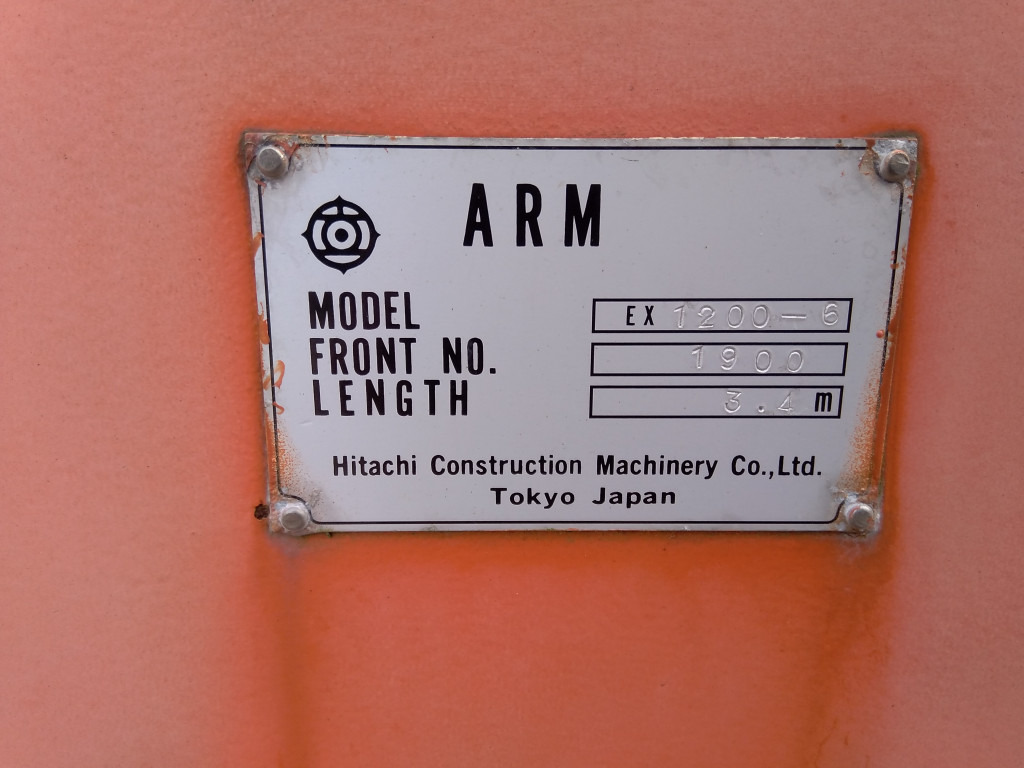 ARM
MODEL EX 1200-6
FRONT NO. 1900
LENGTH 3.4 m
Hitachi Construction Machinery Co.,Ltd.
Tokyo Japan